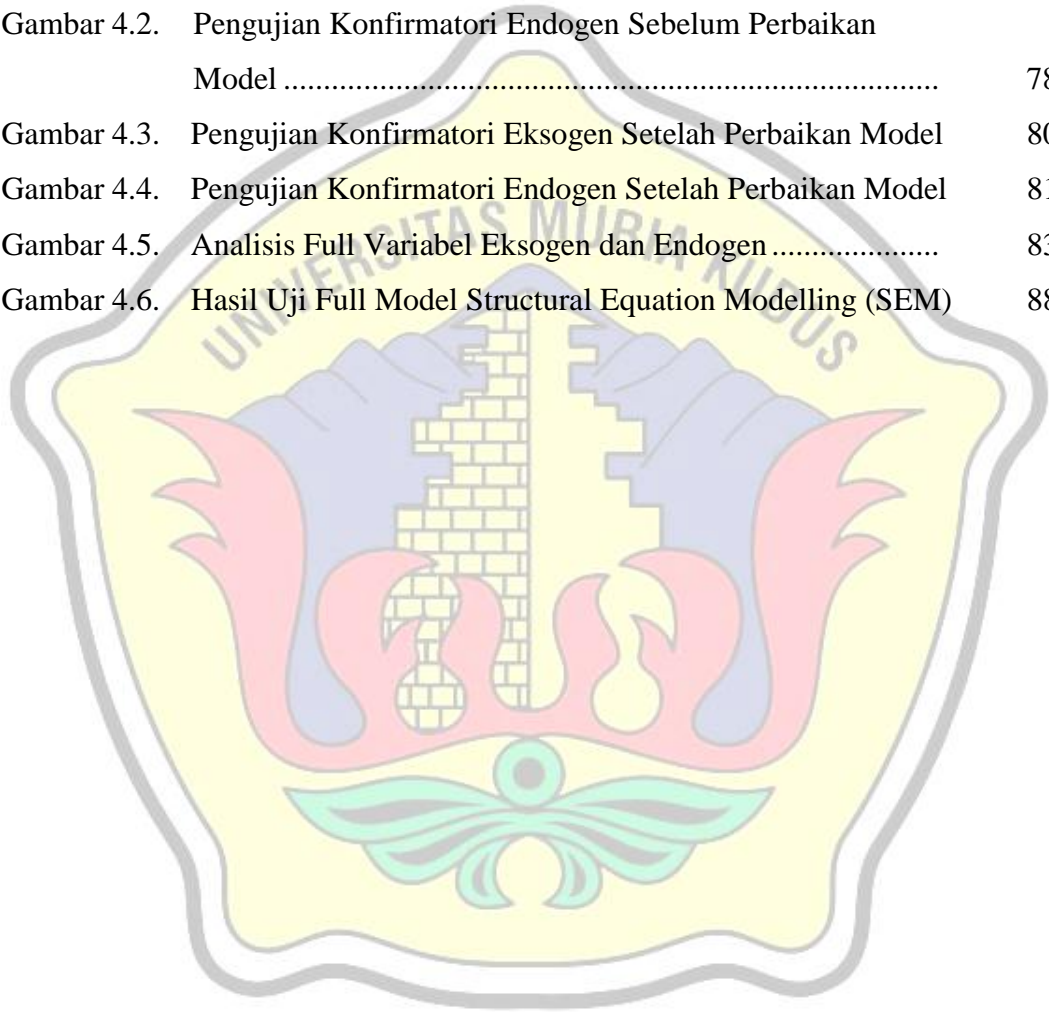 Gambar 4.2. Pengujian Konfirmatori Endogen Sebelum Perbaikan
Model ........................................................................ 78
Gambar 4.3. Pengujian Konfirmatori Eksogen Setelah Perbaikan Model 80
Gambar 4.4. Pengujian Konfirmatori Endogen Setelah Perbaikan Model 81
Gambar 4.5. Analisis Full Variabel Eksogen dan Endogen .................... 83
Gambar 4.6. Hasil Uji Full Model Structural Equation Modelling (SEM) 88
UNIVERSITAS MURIA KUDUS